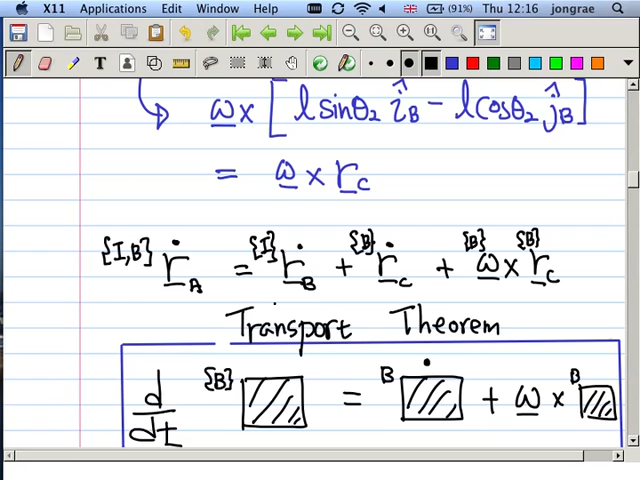 X11 Applications Edit Window Help (91%) Thu 12:16 jongrae
ω × [ l sinθ₂ î_B − l cosθ₂ ĵ_B ]
= ω × r_C
{I,B} ṙ_A = {I} ṙ_B + {B} ṙ_C + {B} ω × {B} r_C
Transport Theorem
d/dt {B} = B + ω × B